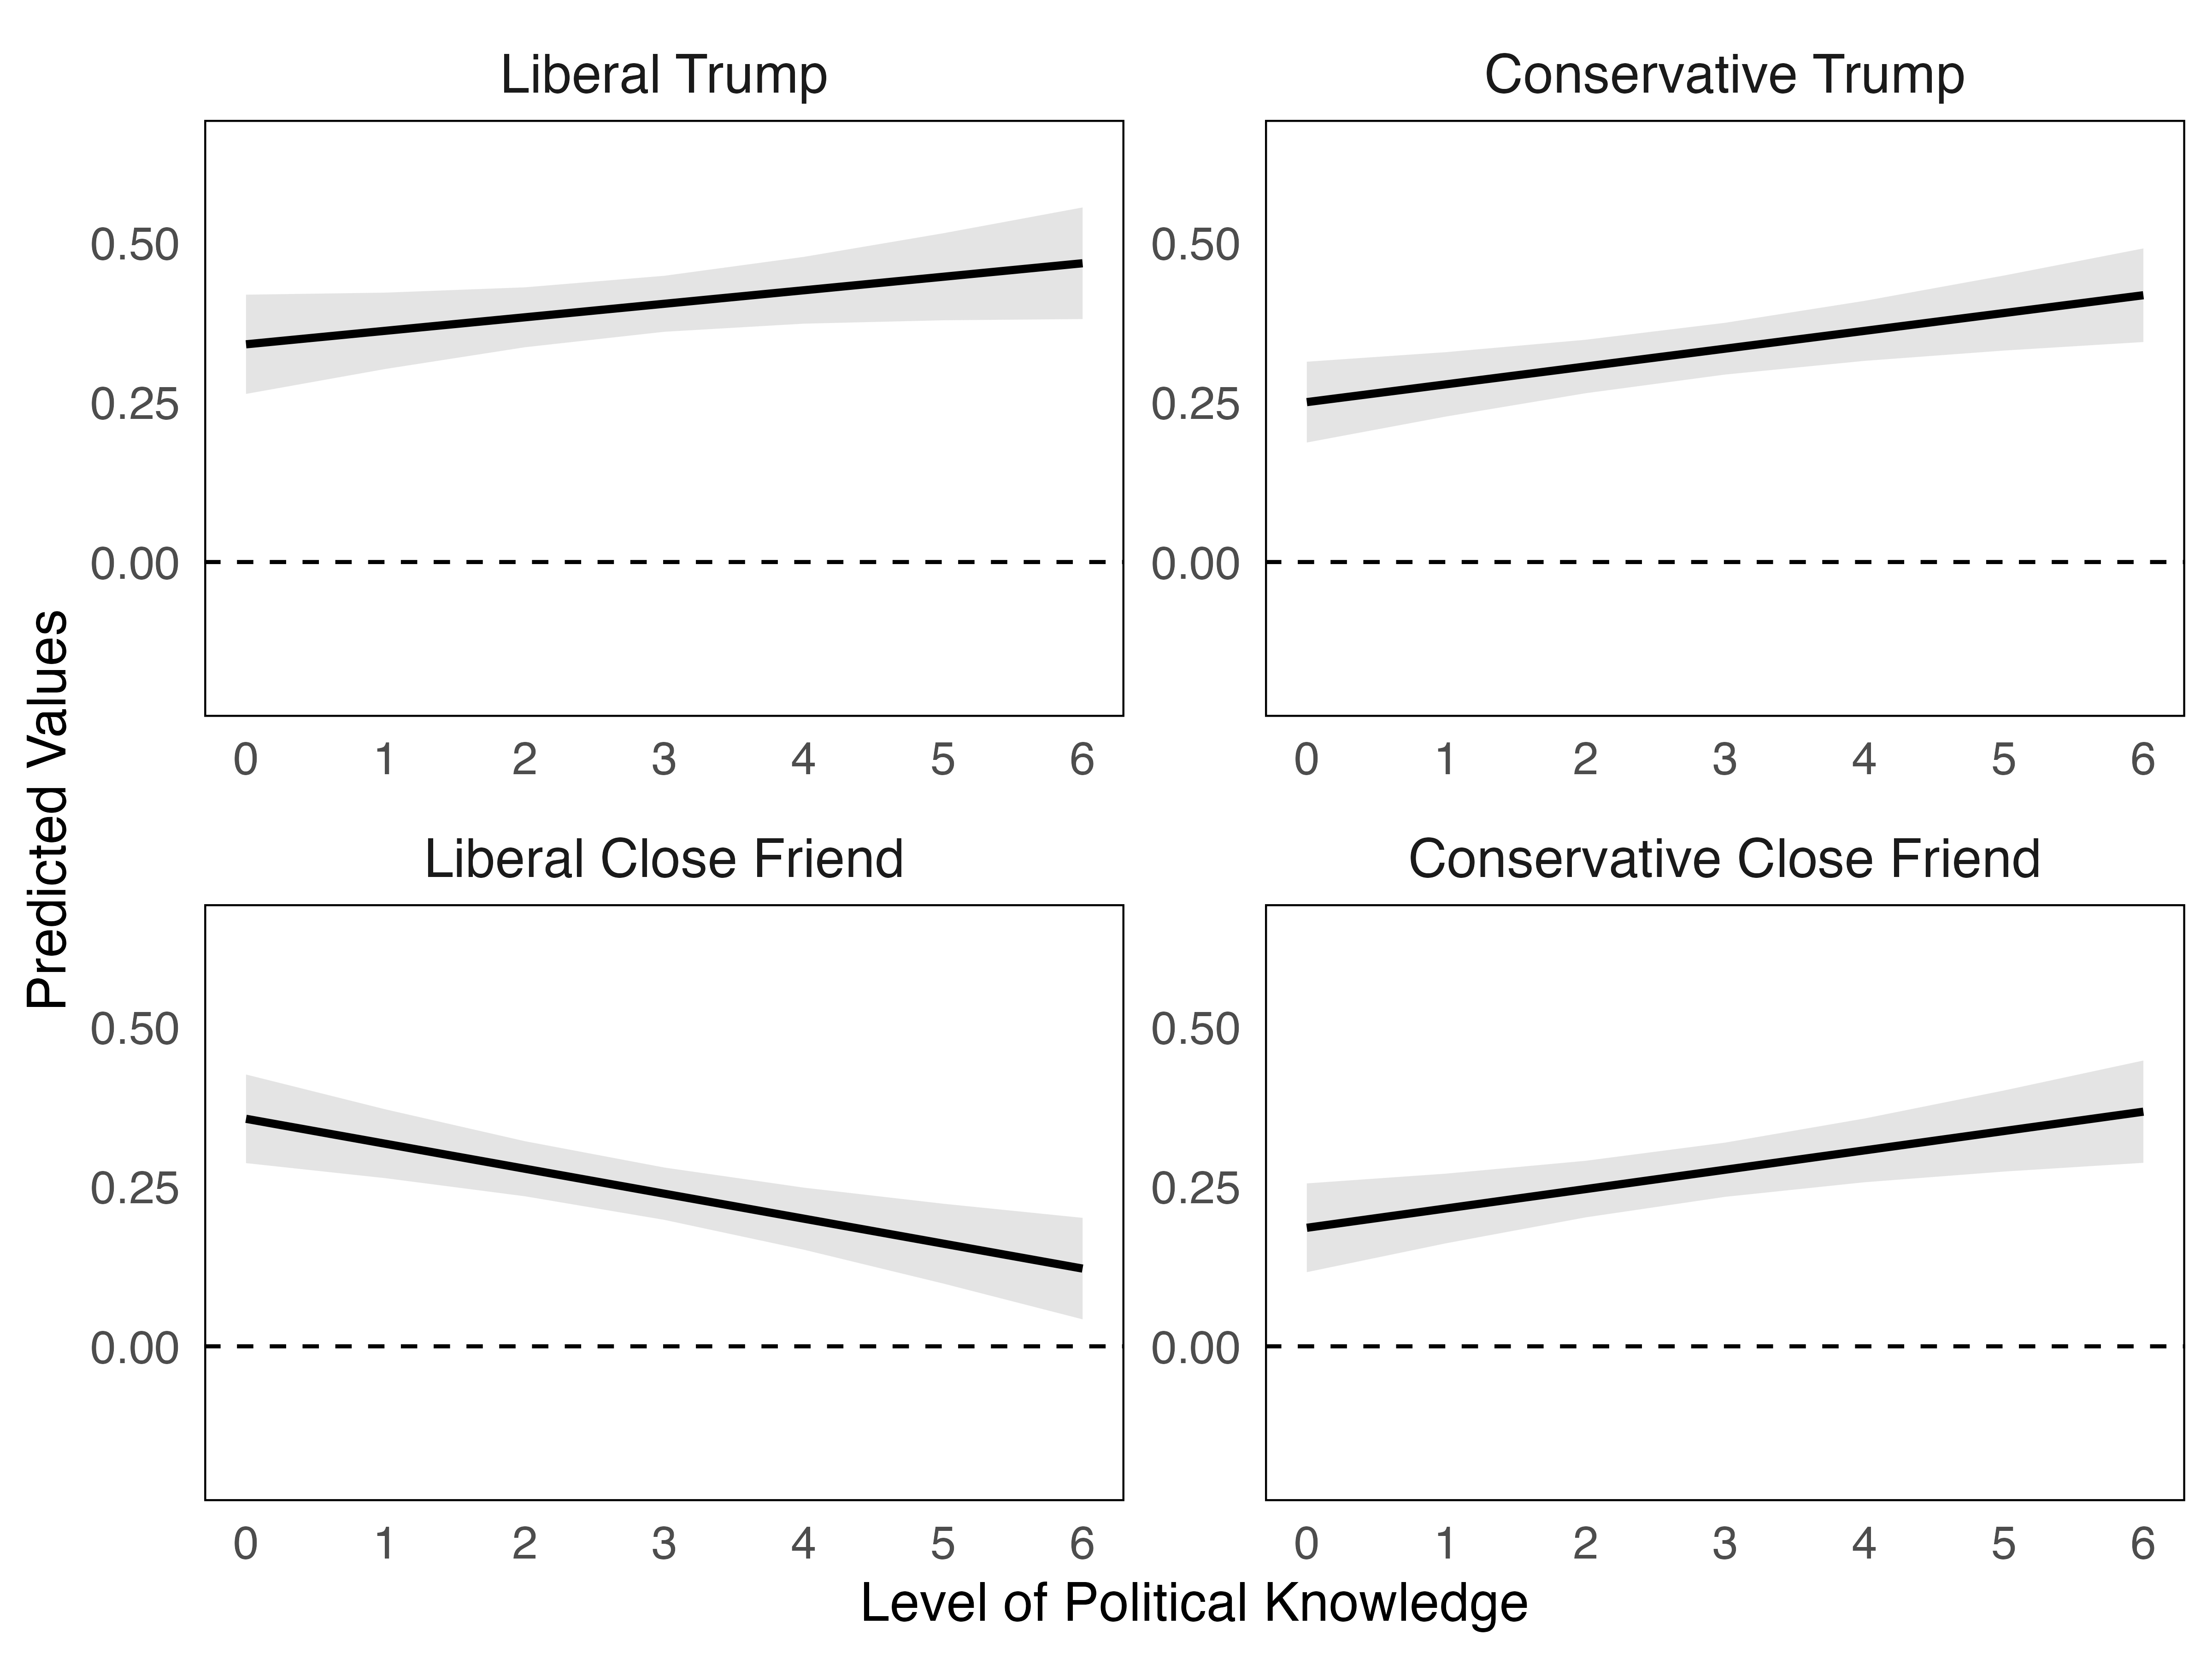 Liberal Trump
Conservative Trump
0.50
0.25
0.00
0.50
0.25
0.00
0 1 2 3 4 5 6
0 1 2 3 4 5 6
Predicted Values
Liberal Close Friend
Conservative Close Friend
0.50
0.25
0.00
0.50
0.25
0.00
0 1 2 3 4 5 6
0 1 2 3 4 5 6
Level of Political Knowledge